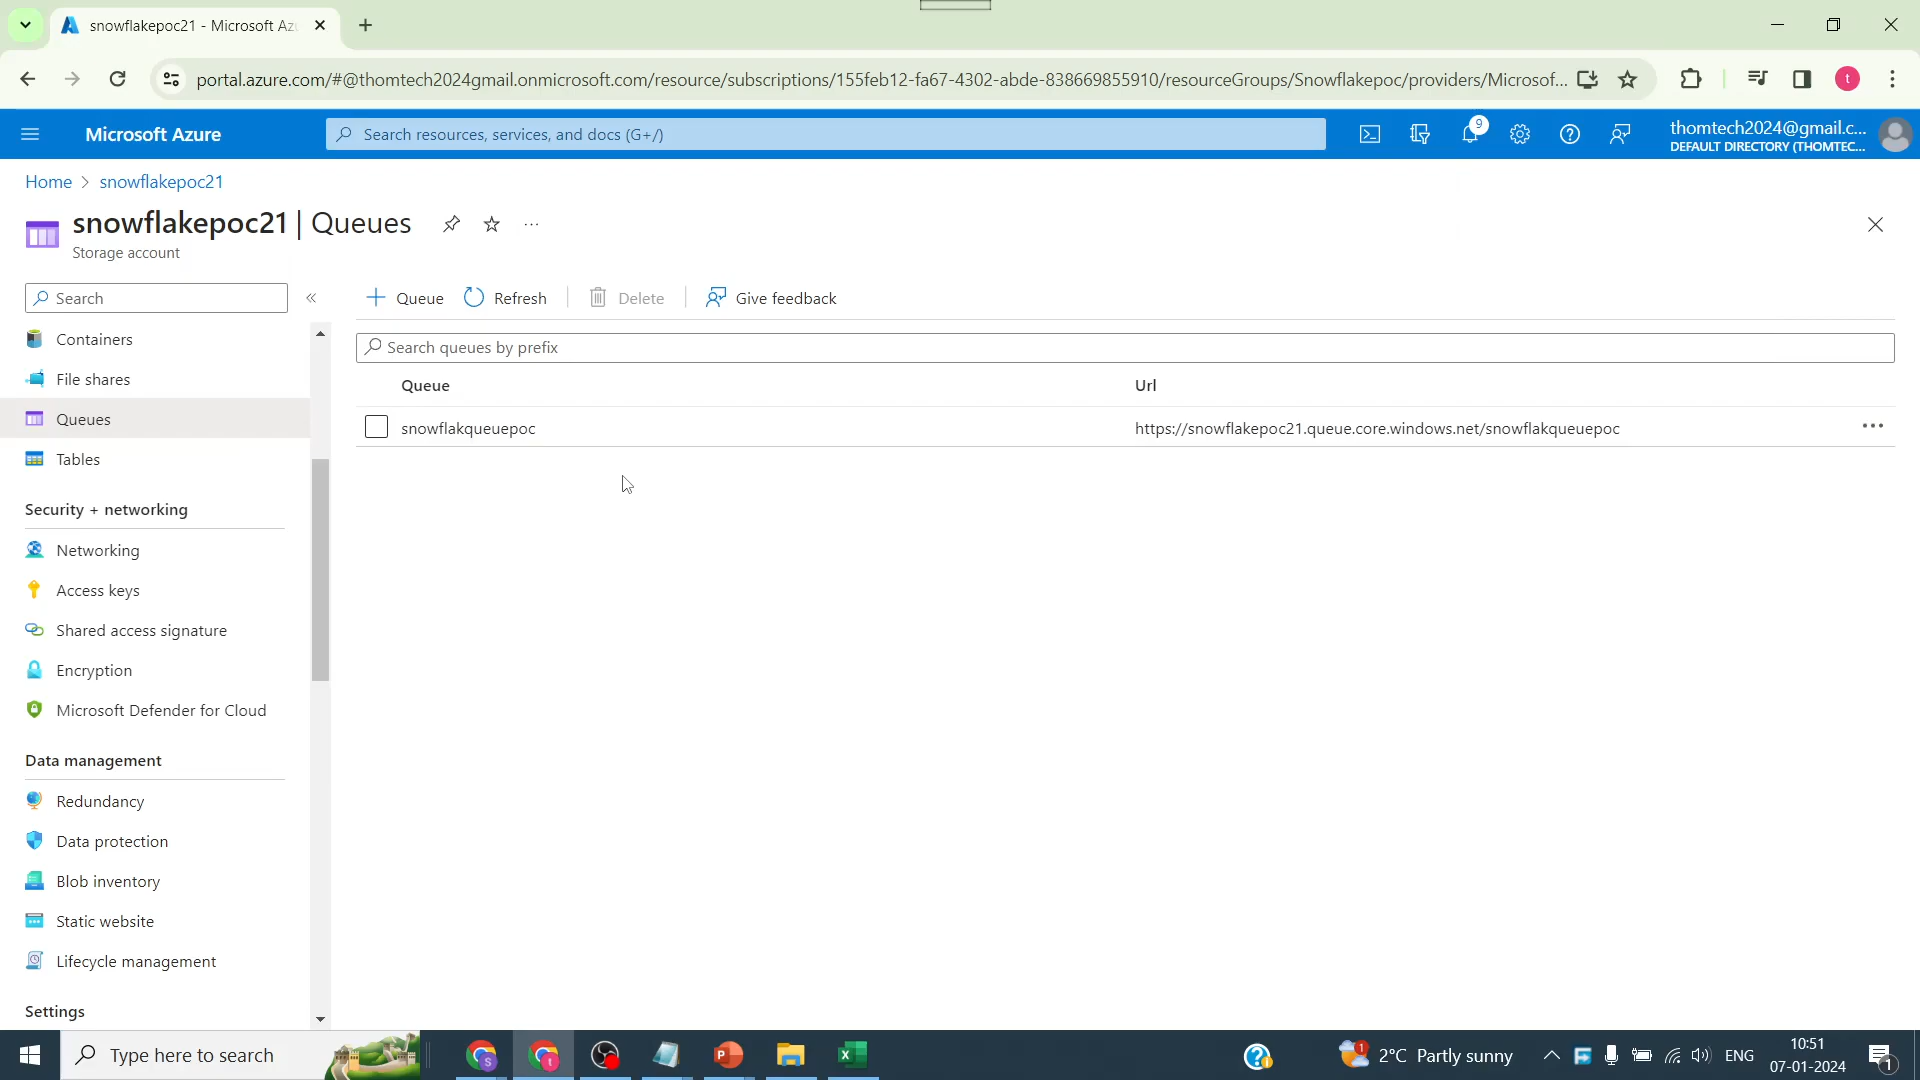 snowflakepoc21 - Microsoft Az
portal.azure.com/#@thomtech2024gmail.onmicrosoft.com/resource/subscriptions/155feb12-fa67-4302-abde-838669855910/resourceGroups/Snowflakepoc/providers/Microsof...
t
Microsoft Azure
Search resources, services, and docs (G+/)
9
thomtech2024@gmail.c...
DEFAULT DIRECTORY (THOMTEC...
Home > snowflakepoc21
snowflakepoc21 | Queues
Storage account
Search
Queue
Refresh
Delete
Give feedback
Search queues by prefix
Queue
Url
snowflakqueuepoc
https://snowflakepoc21.queue.core.windows.net/snowflakqueuepoc
Containers
File shares
Queues
Tables
Security + networking
Networking
Access keys
Shared access signature
Encryption
Microsoft Defender for Cloud
Data management
Redundancy
Data protection
Blob inventory
Static website
Lifecycle management
Settings
Type here to search
2°C Partly sunny
ENG
10:51
07-01-2024
1